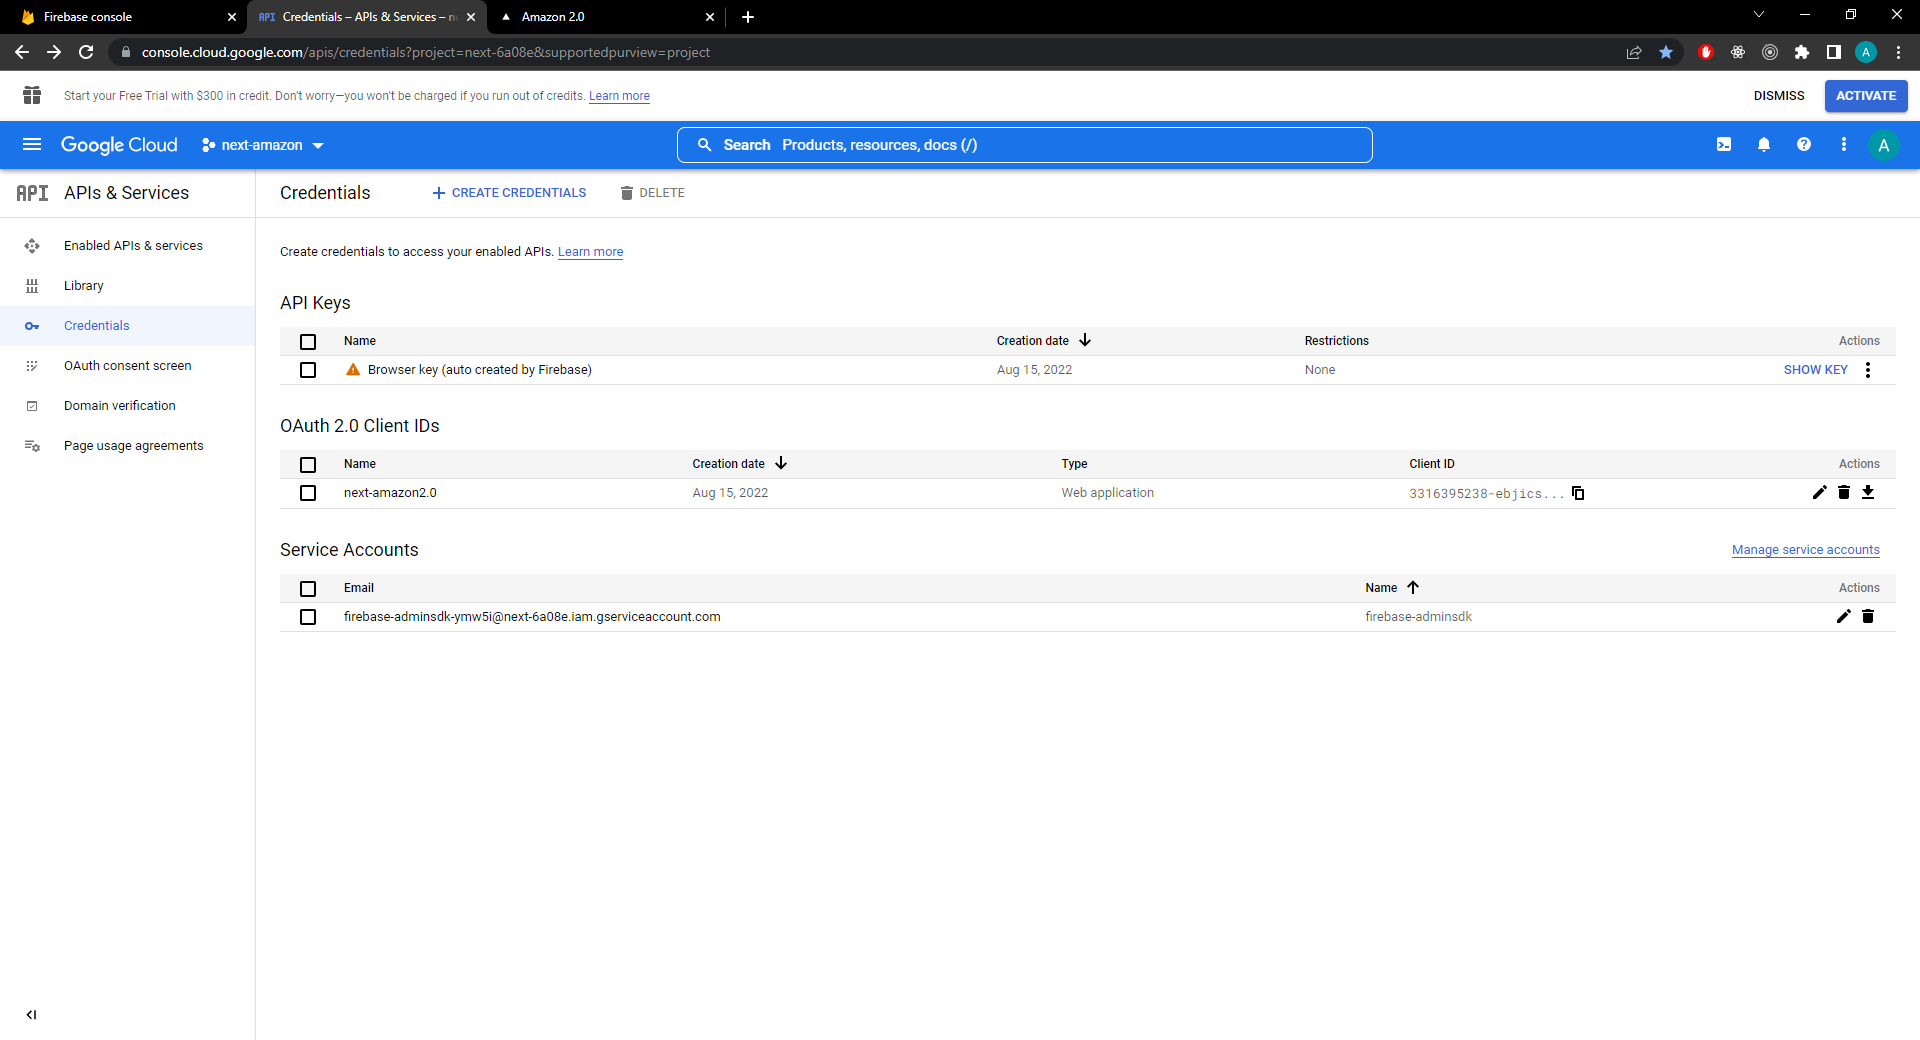 Firebase console
API Credentials – APIs & Services – n
Amazon 2.0
console.cloud.google.com/apis/credentials?project=next-6a08e&supportedpurview=project
A
Start your Free Trial with $300 in credit. Don't worry—you won't be charged if you run out of credits. Learn more
DISMISS
ACTIVATE
Google Cloud
next-amazon
Search Products, resources, docs (/)
A
API APIs & Services
Credentials
CREATE CREDENTIALS
DELETE
Enabled APIs & services
Library
Credentials
OAuth consent screen
Domain verification
Page usage agreements
Create credentials to access your enabled APIs. Learn more
API Keys
Name Creation date Restrictions Actions
Browser key (auto created by Firebase) Aug 15, 2022 None SHOW KEY
OAuth 2.0 Client IDs
Name Creation date Type Client ID Actions
next-amazon2.0 Aug 15, 2022 Web application 3316395238-ebjics...
Service Accounts
Manage service accounts
Email Name Actions
firebase-adminsdk-ymw5i@next-6a08e.iam.gserviceaccount.com firebase-adminsdk